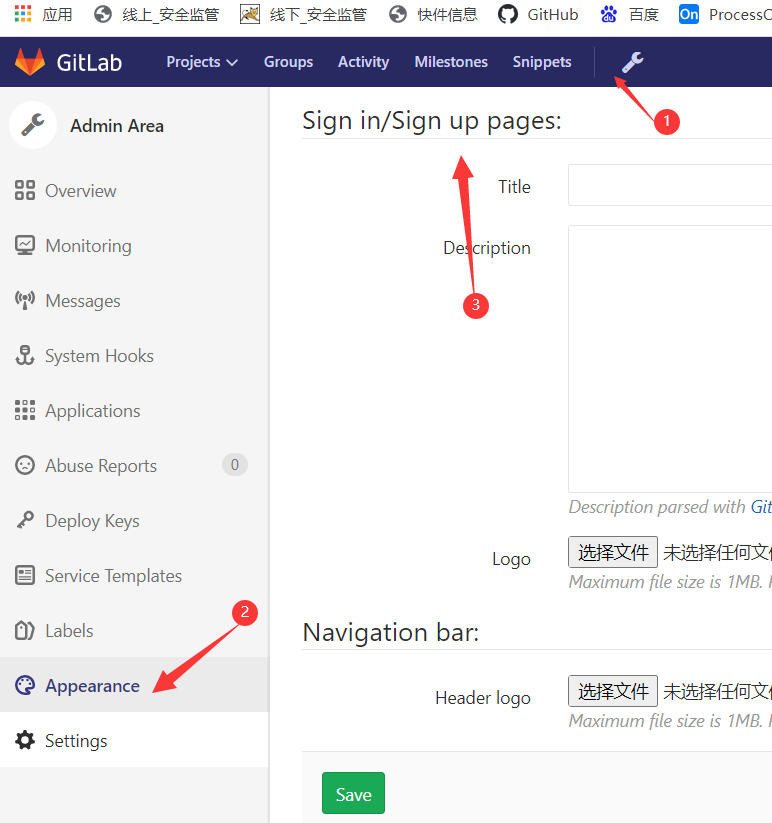 应用 线上_安全监管 线下_安全监管 快件信息 GitHub 百度 On ProcessO
GitLab Projects Groups Activity Milestones Snippets
1
Admin Area
Overview
Monitoring
Messages
System Hooks
Applications
Abuse Reports 0
Deploy Keys
Service Templates
Labels
2
Appearance
Settings
Sign in/Sign up pages:
Title
Description
3
Description parsed with Git
Logo 选择文件 未选择任何文
Maximum file size is 1MB.
Navigation bar:
Header logo 选择文件 未选择任何文
Maximum file size is 1MB.
Save